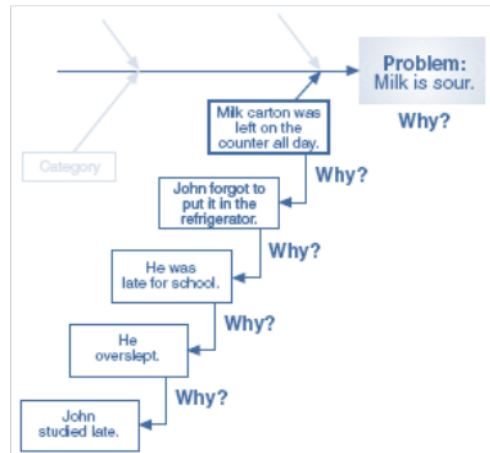 Problem:
Milk is sour.
Why?
Milk carton was
left on the
counter all day.
Category
Why?
John forgot to
put it in the
refrigerator.
Why?
He was
late for school.
Why?
He
overslept.
Why?
John
studied late.